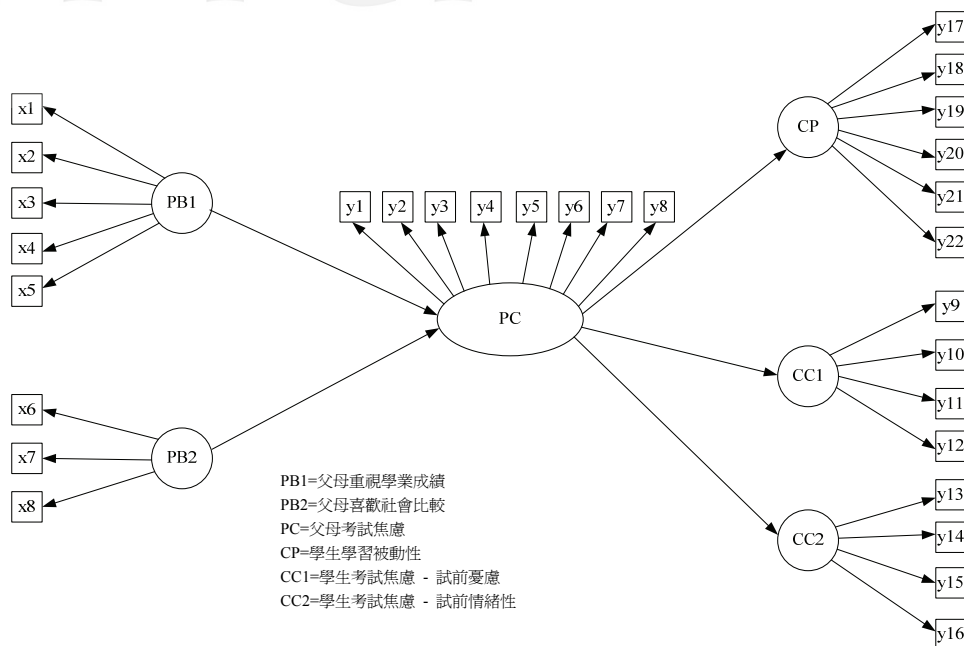 x1
x2
x3
x4
x5
PB1
x6
x7
x8
PB2
y1 y2 y3 y4 y5 y6 y7 y8
PC
CP
y17
y18
y19
y20
y21
y22
CC1
y9
y10
y11
y12
CC2
y13
y14
y15
y16
PB1=父母重視學業成績
PB2=父母喜歡社會比較
PC=父母考試焦慮
CP=學生學習被動性
CC1=學生考試焦慮 - 試前憂慮
CC2=學生考試焦慮 - 試前情緒性